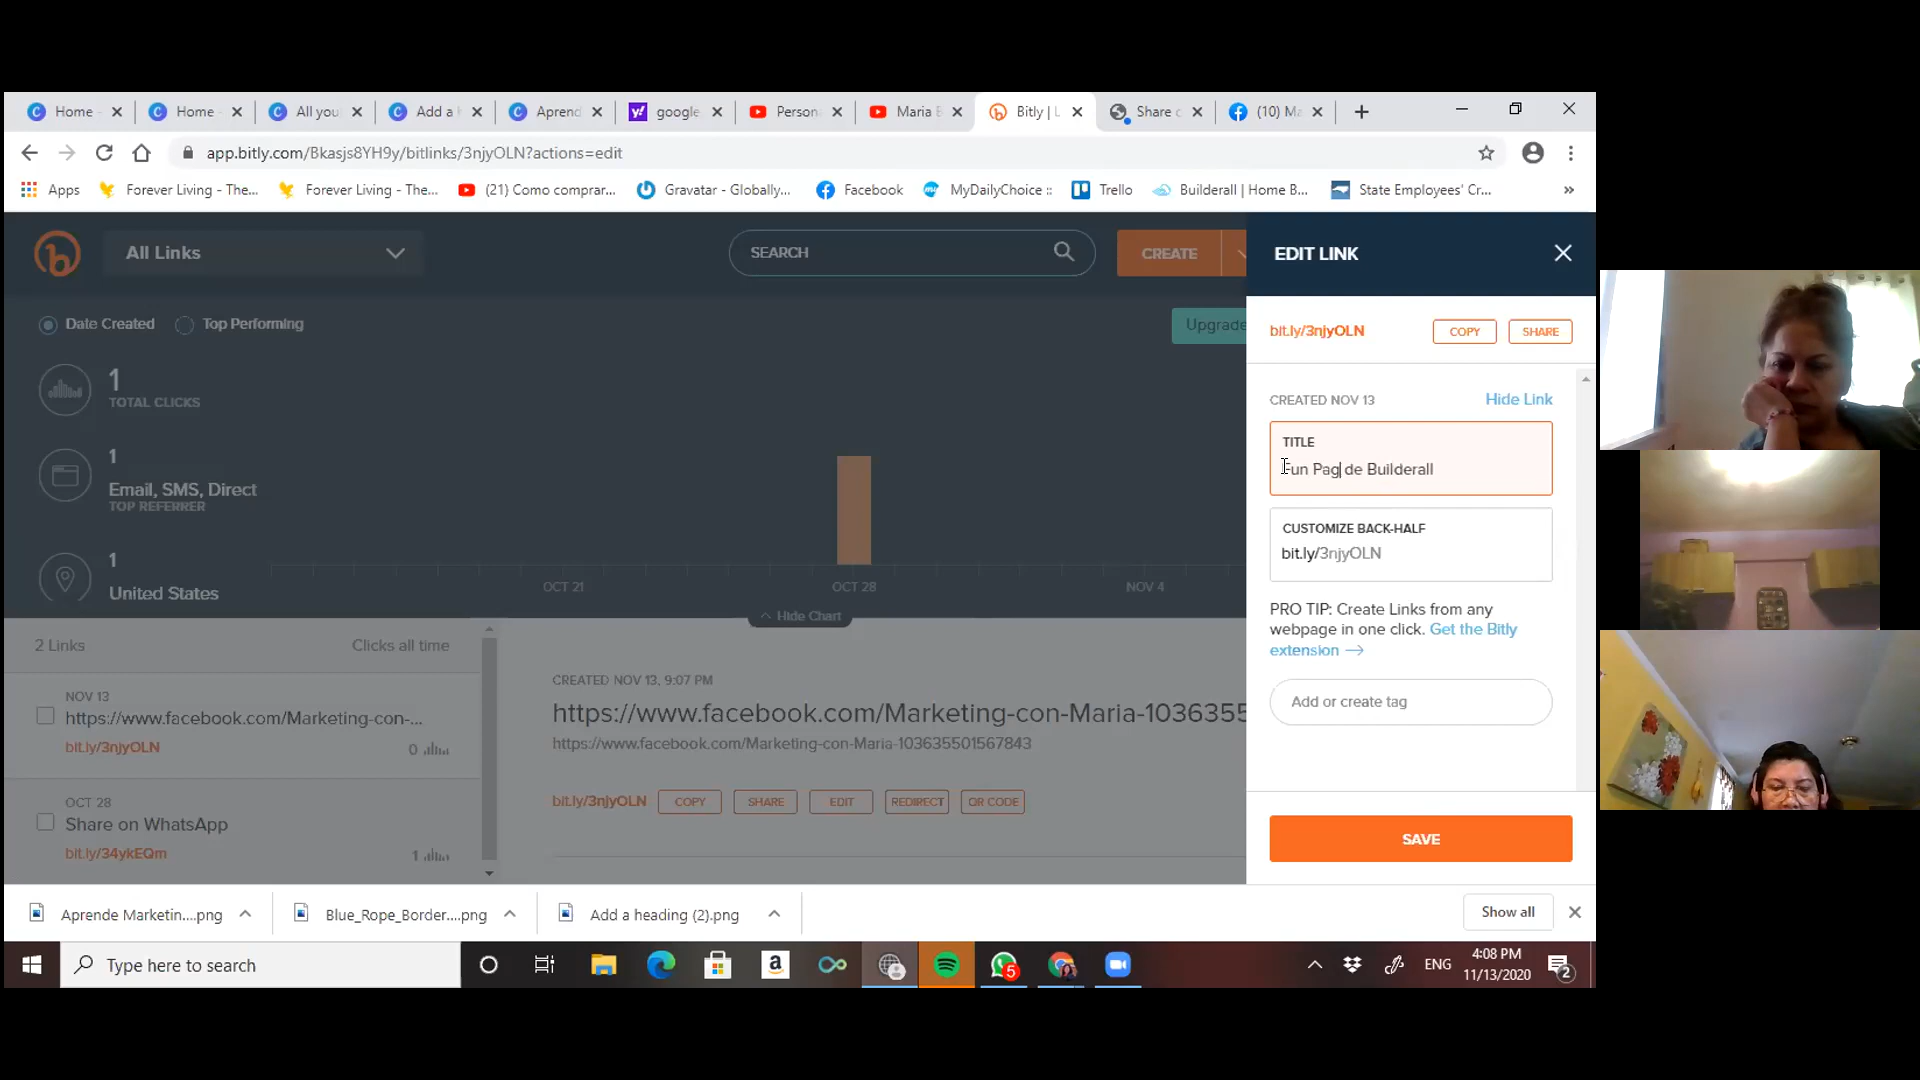 Home
Home
All you
Add a
Aprend
google
Person
Maria
Bitly | L
Share c
(10) Ma
app.bitly.com/Bkasjs8YH9y/bitlinks/3njyOLN?actions=edit
Apps
Forever Living - The...
Forever Living - The...
(21) Como comprar...
Gravatar - Globally...
Facebook
MyDailyChoice ::
Trello
Builderall | Home B...
State Employees' Cr...
All Links
SEARCH
CREATE
Date Created
Top Performing
Upgrade
1
TOTAL CLICKS
1
Email, SMS, Direct
TOP REFERRER
1
United States
OCT 21
OCT 28
NOV 4
Hide Chart
2 Links
Clicks all time
NOV 13
https://www.facebook.com/Marketing-con-...
bit.ly/3njyOLN
0
OCT 28
Share on WhatsApp
bit.ly/34ykEQm
1
CREATED NOV 13, 9:07 PM
https://www.facebook.com/Marketing-con-Maria-1036355
https://www.facebook.com/Marketing-con-Maria-103635501567843
bit.ly/3njyOLN
COPY
SHARE
EDIT
REDIRECT
QR CODE
EDIT LINK
bit.ly/3njyOLN
COPY
SHARE
CREATED NOV 13
Hide Link
TITLE
Fun Pag de Builderall
CUSTOMIZE BACK-HALF
bit.ly/3njyOLN
PRO TIP: Create Links from any
webpage in one click. Get the Bitly
extension
Add or create tag
SAVE
Aprende Marketin....png
Blue_Rope_Border....png
Add a heading (2).png
Show all
Type here to search
5
ENG
4:08 PM
11/13/2020
2